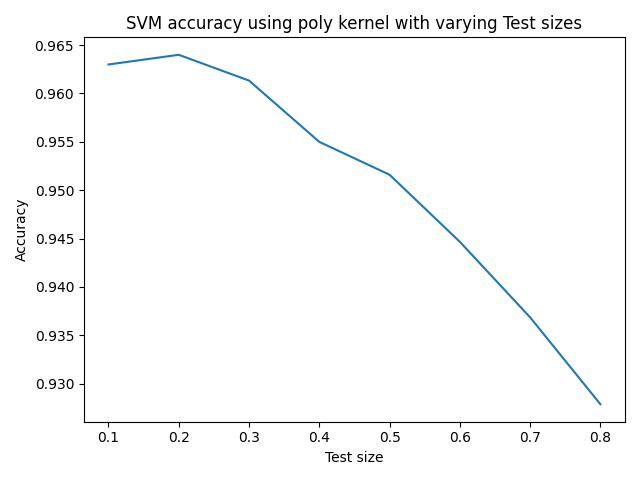 SVM accuracy using poly kernel with varying Test sizes
0.965
0.960
0.955
0.950
0.945
0.940
0.935
0.930
Accuracy
0.1 0.2 0.3 0.4 0.5 0.6 0.7 0.8
Test size